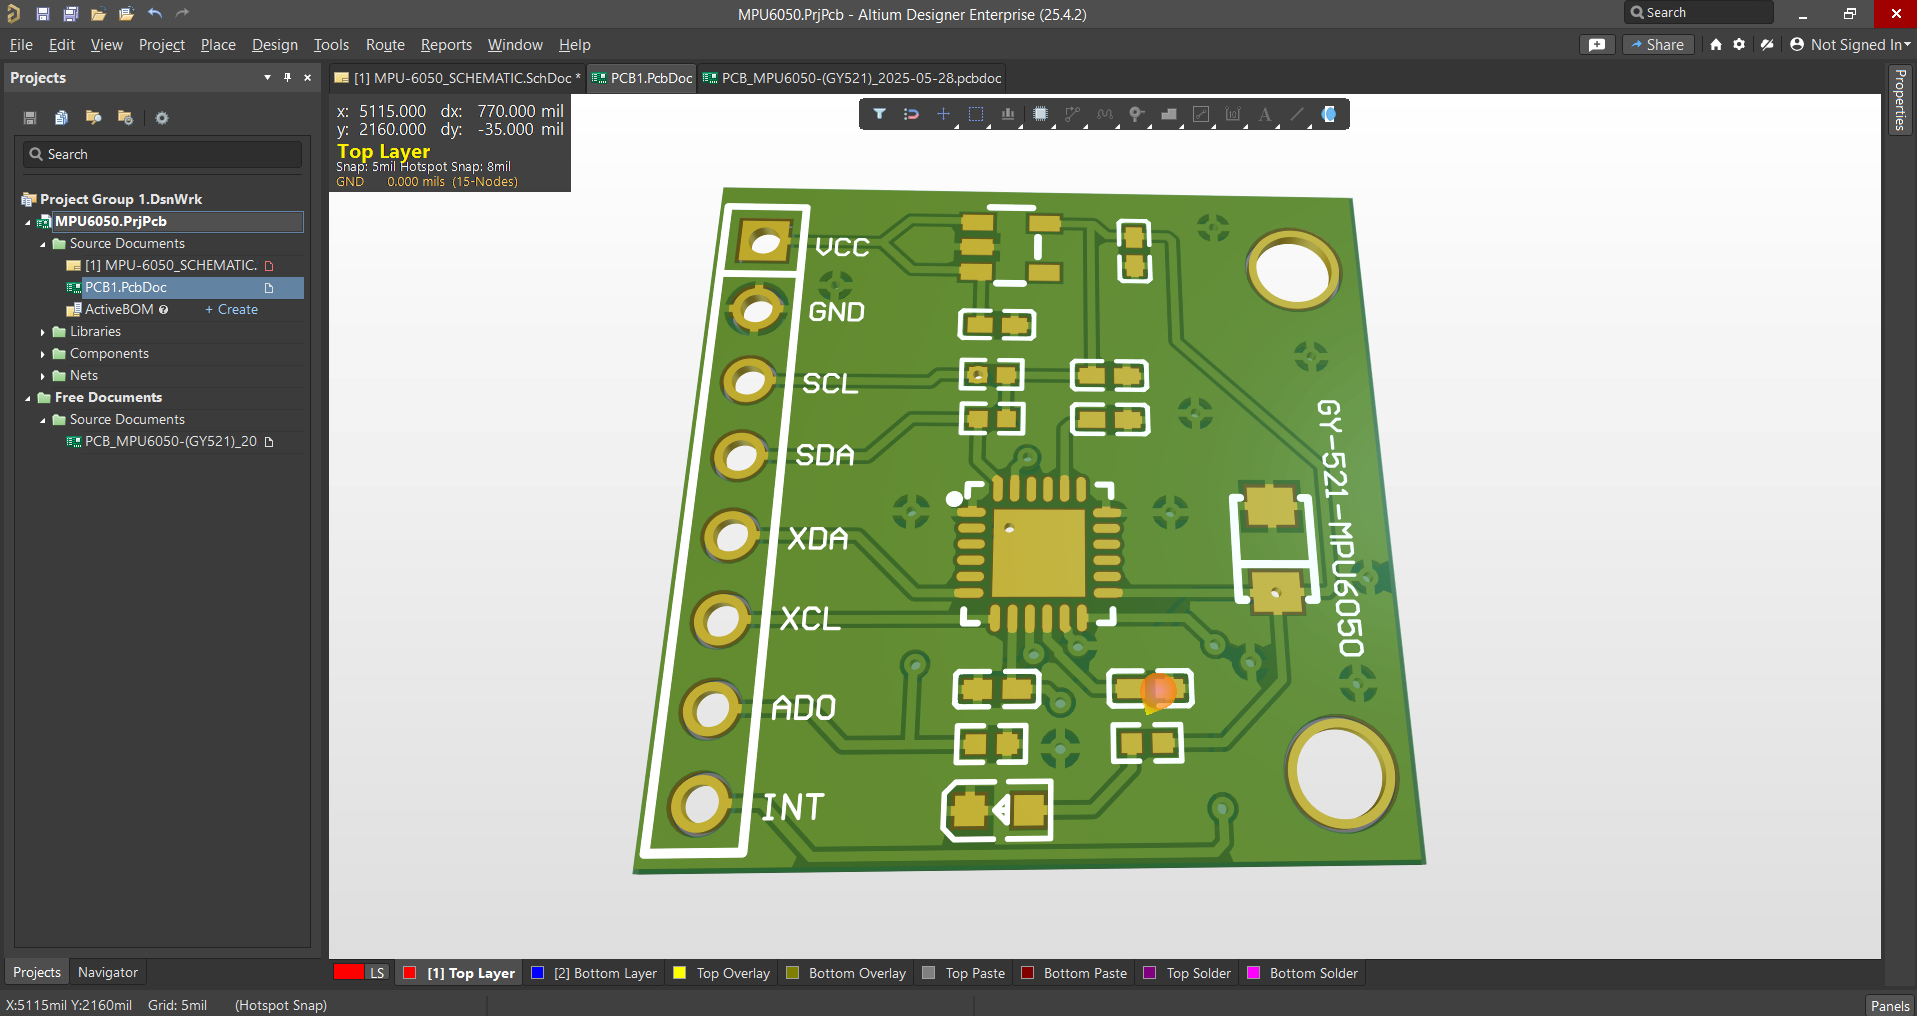 MPU6050.PrjPcb - Altium Designer Enterprise (25.4.2)
Search
File Edit View Project Place Design Tools Route Reports Window Help
Share
Not Signed In
Projects
[1] MPU-6050_SCHEMATIC.SchDoc *
PCB1.PcbDoc
PCB_MPU6050-(GY521)_2025-05-28.pcbdoc
Properties
x: 5115.000 dx: 770.000 mil
y: 2160.000 dy: -35.000 mil
Top Layer
Snap: 5mil Hotspot Snap: 8mil
GND 0.000 mils (15-Nodes)
Search
Project Group 1.DsnWrk
MPU6050.PrjPcb
Source Documents
[1] MPU-6050_SCHEMATIC.
PCB1.PcbDoc
ActiveBOM + Create
Libraries
Components
Nets
Free Documents
Source Documents
PCB_MPU6050-(GY521)_20
VCC
GND
SCL
SDA
XDA
XCL
AD0
INT
GY-521-MPU6050
Projects Navigator
LS
[1] Top Layer
[2] Bottom Layer
Top Overlay
Bottom Overlay
Top Paste
Bottom Paste
Top Solder
Bottom Solder
X:5115mil Y:2160mil Grid: 5mil (Hotspot Snap)
Panels